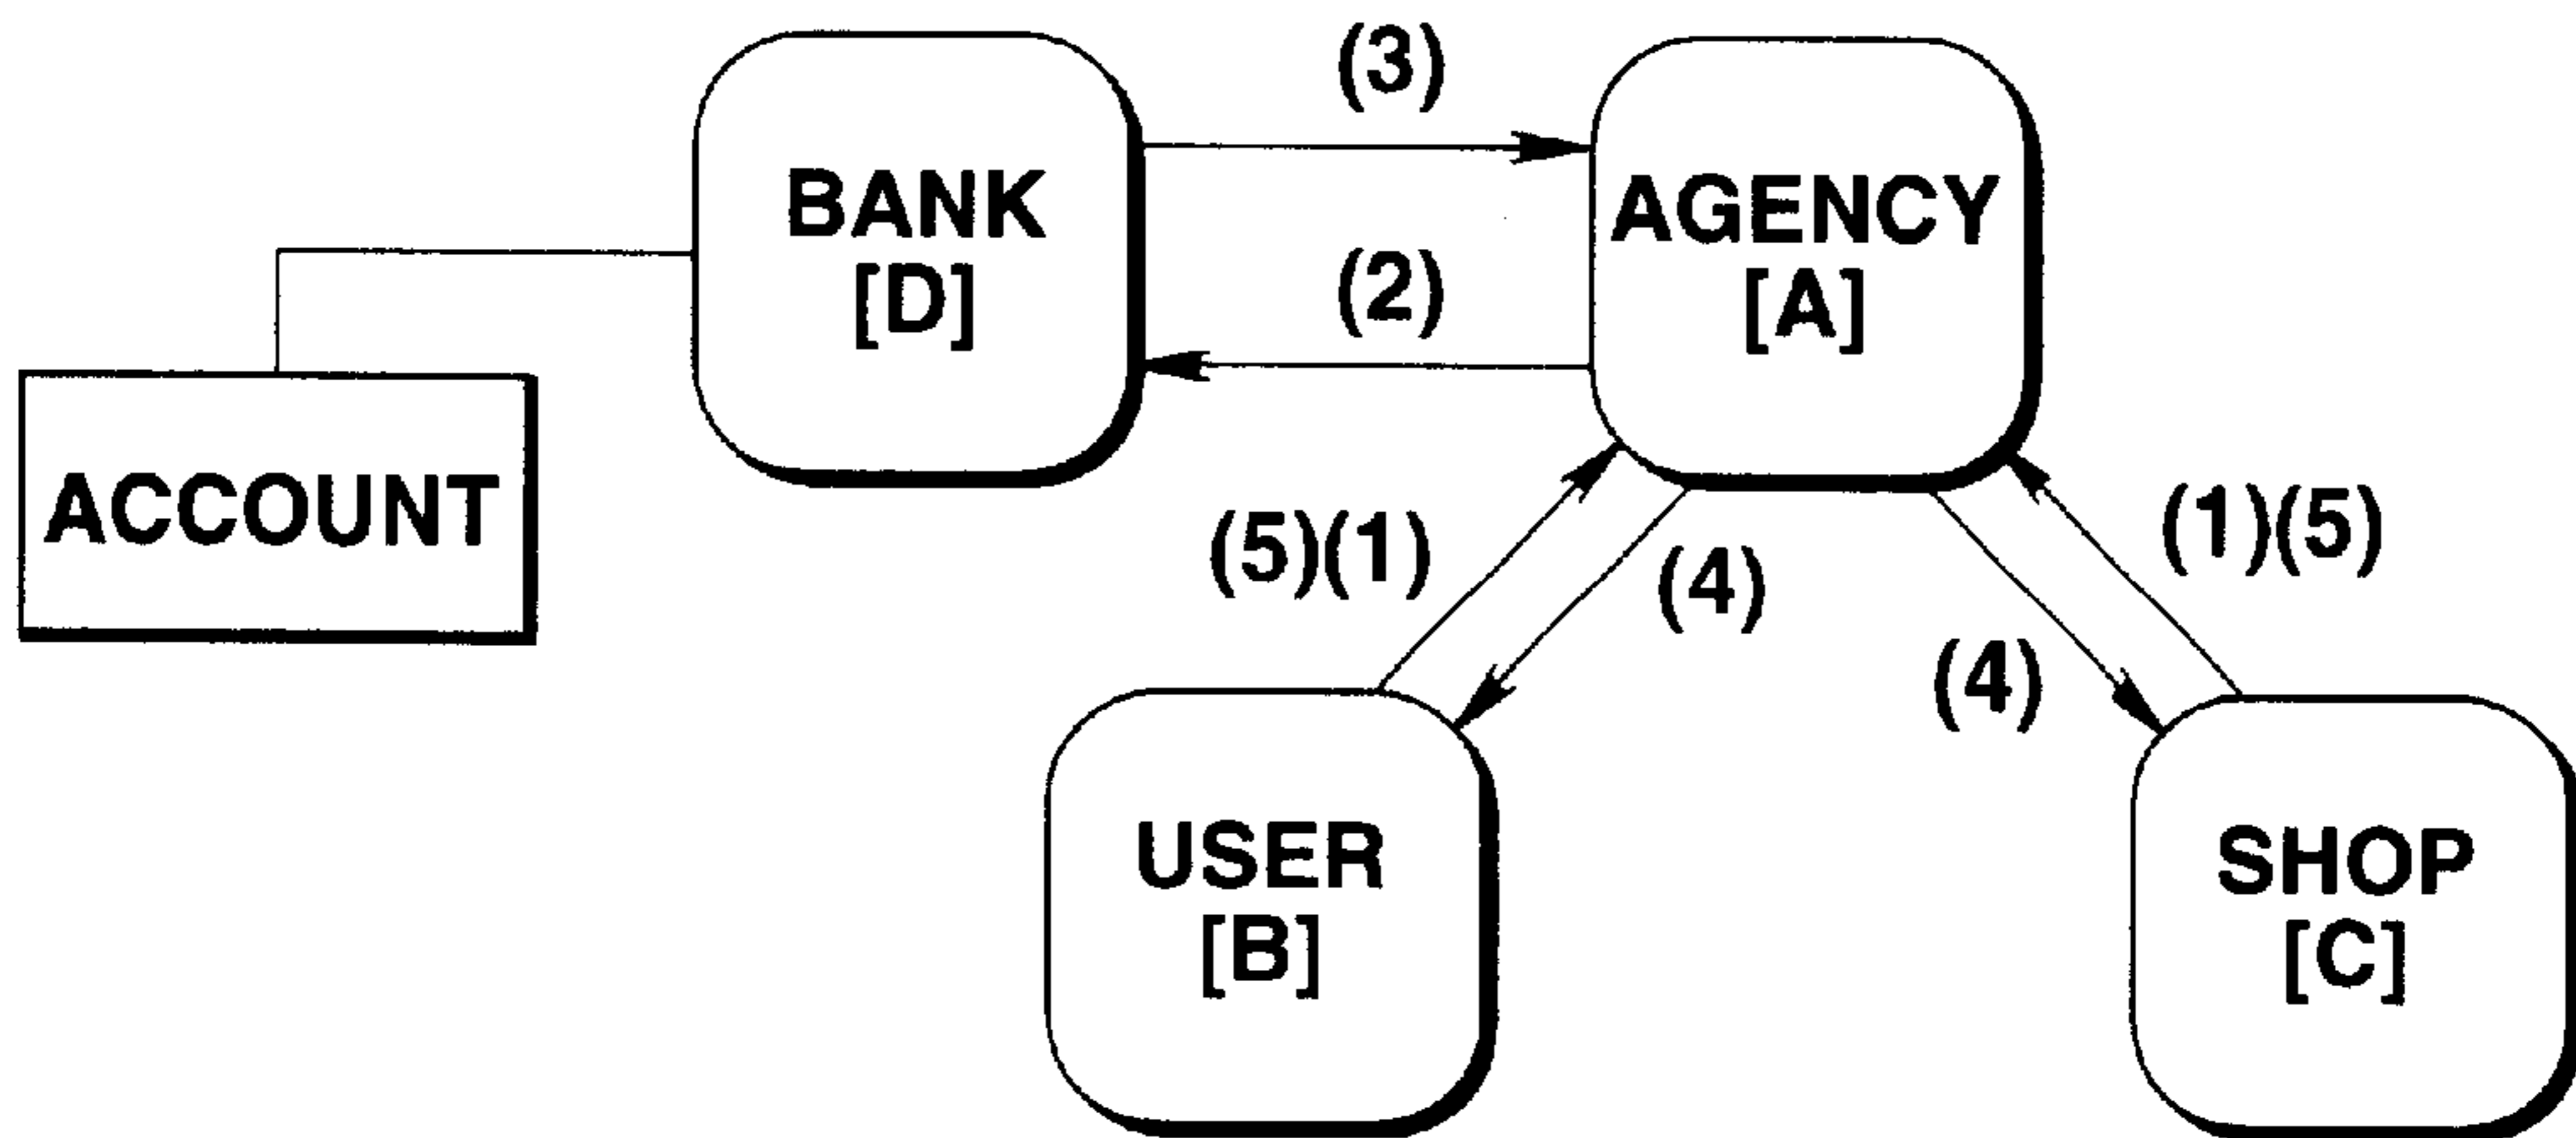 (3)
BANK
[D]
AGENCY
[A]
(2)
ACCOUNT
(5)(1)
(4)
(1)(5)
(4)
USER
[B]
SHOP
[C]